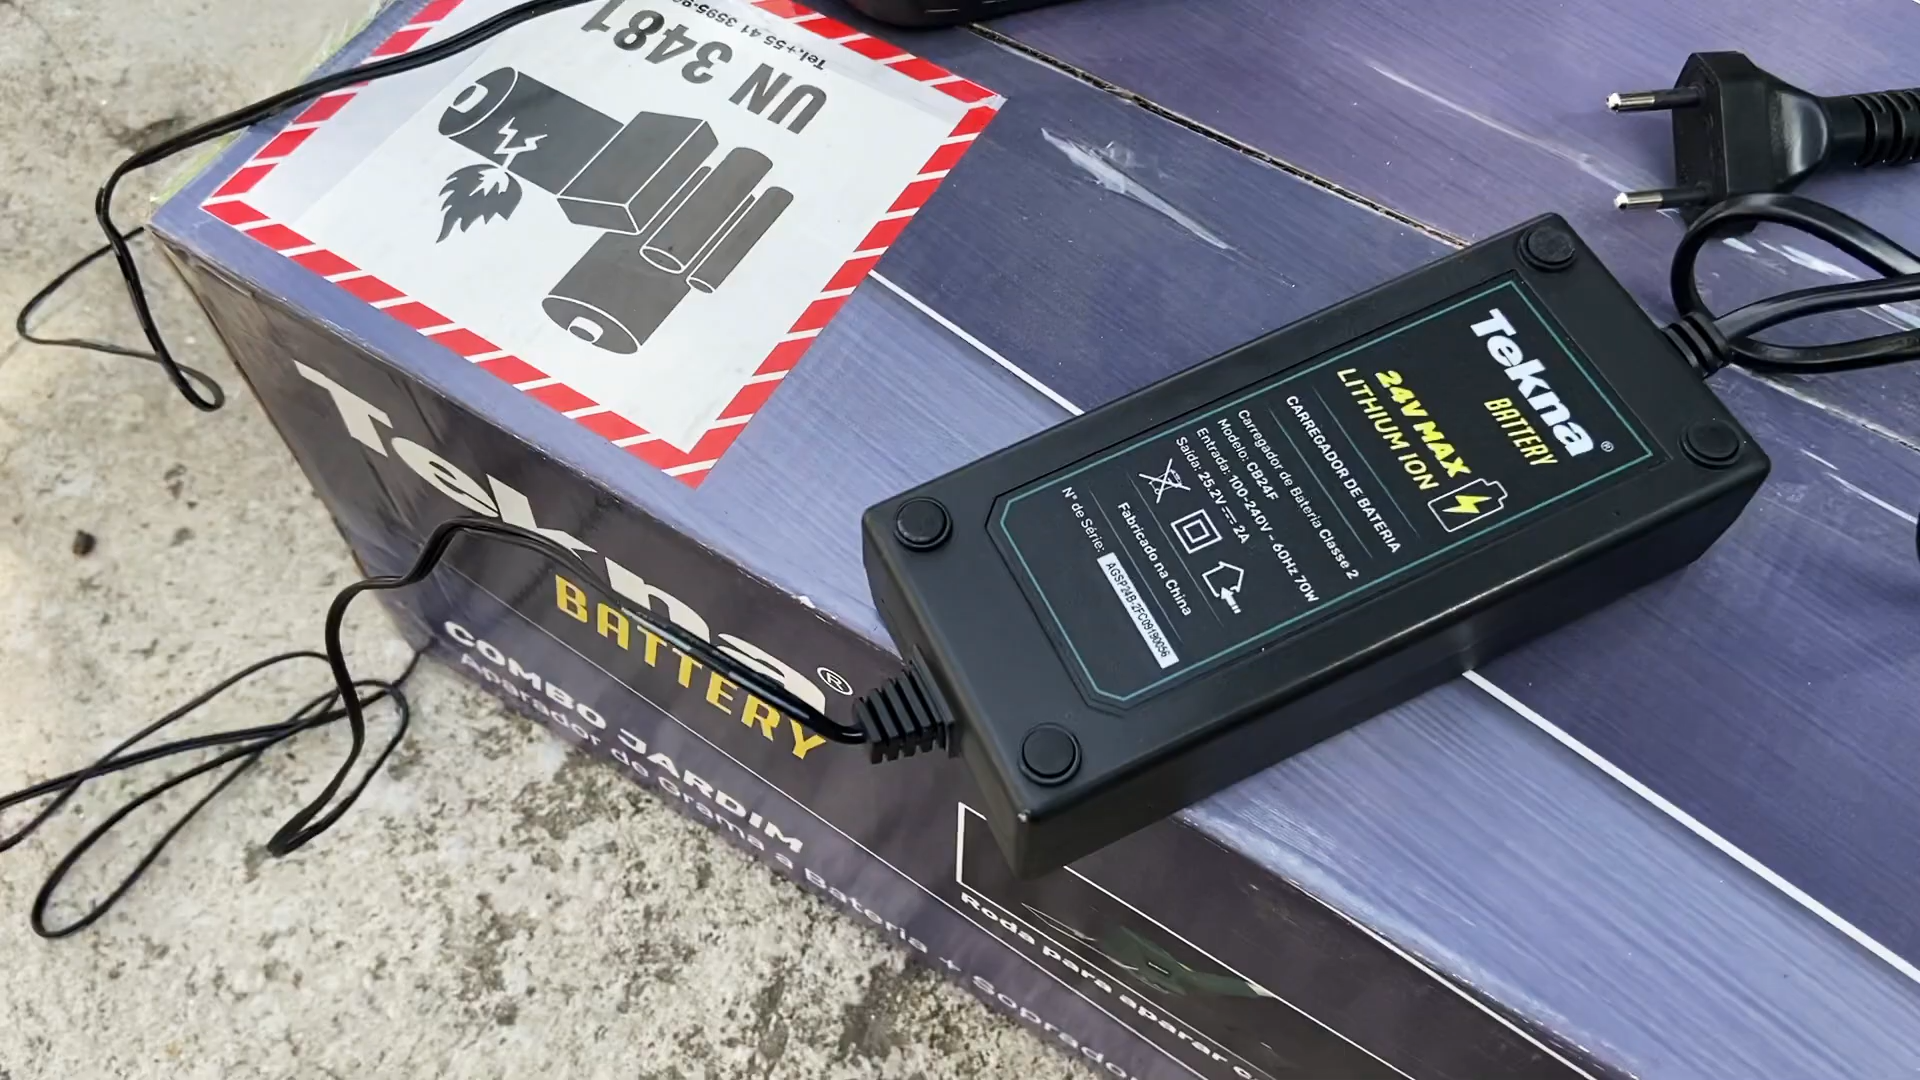 UN 3481
Tel.+55 41 3595-
Tekna®
BATTERY
COMBO JARDIM
Aparador de Grama a Bateria + Soprador
Roda para aparar
Tekna®
BATTERY
24V MAX
LITHIUM ION
CARREGADOR DE BATERIA
Carregador de Bateria Classe 2
Modelo: CB24F
Entrada: 100-240V ~ 60Hz 70W
Saída: 25.2V ⎓ 2A
Fabricado na China
N° de Série: AGSP24B-2FC09190056